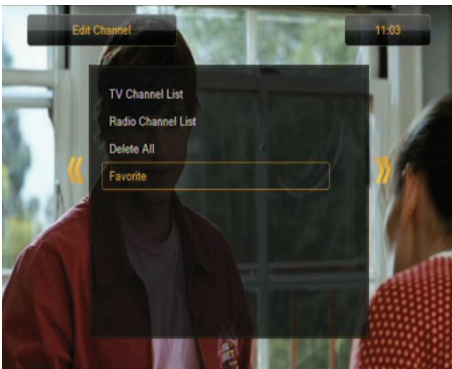 Edit Channel
11:03
TV Channel List
Radio Channel List
Delete All
Favorite